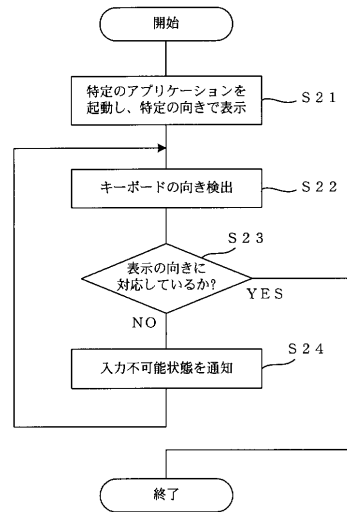 開始
特定のアプリケーションを
起動し、特定の向きで表示
S21
キーボードの向き検出
S22
S23
表示の向きに
対応しているか?
YES
NO
S24
入力不可能状態を通知
終了